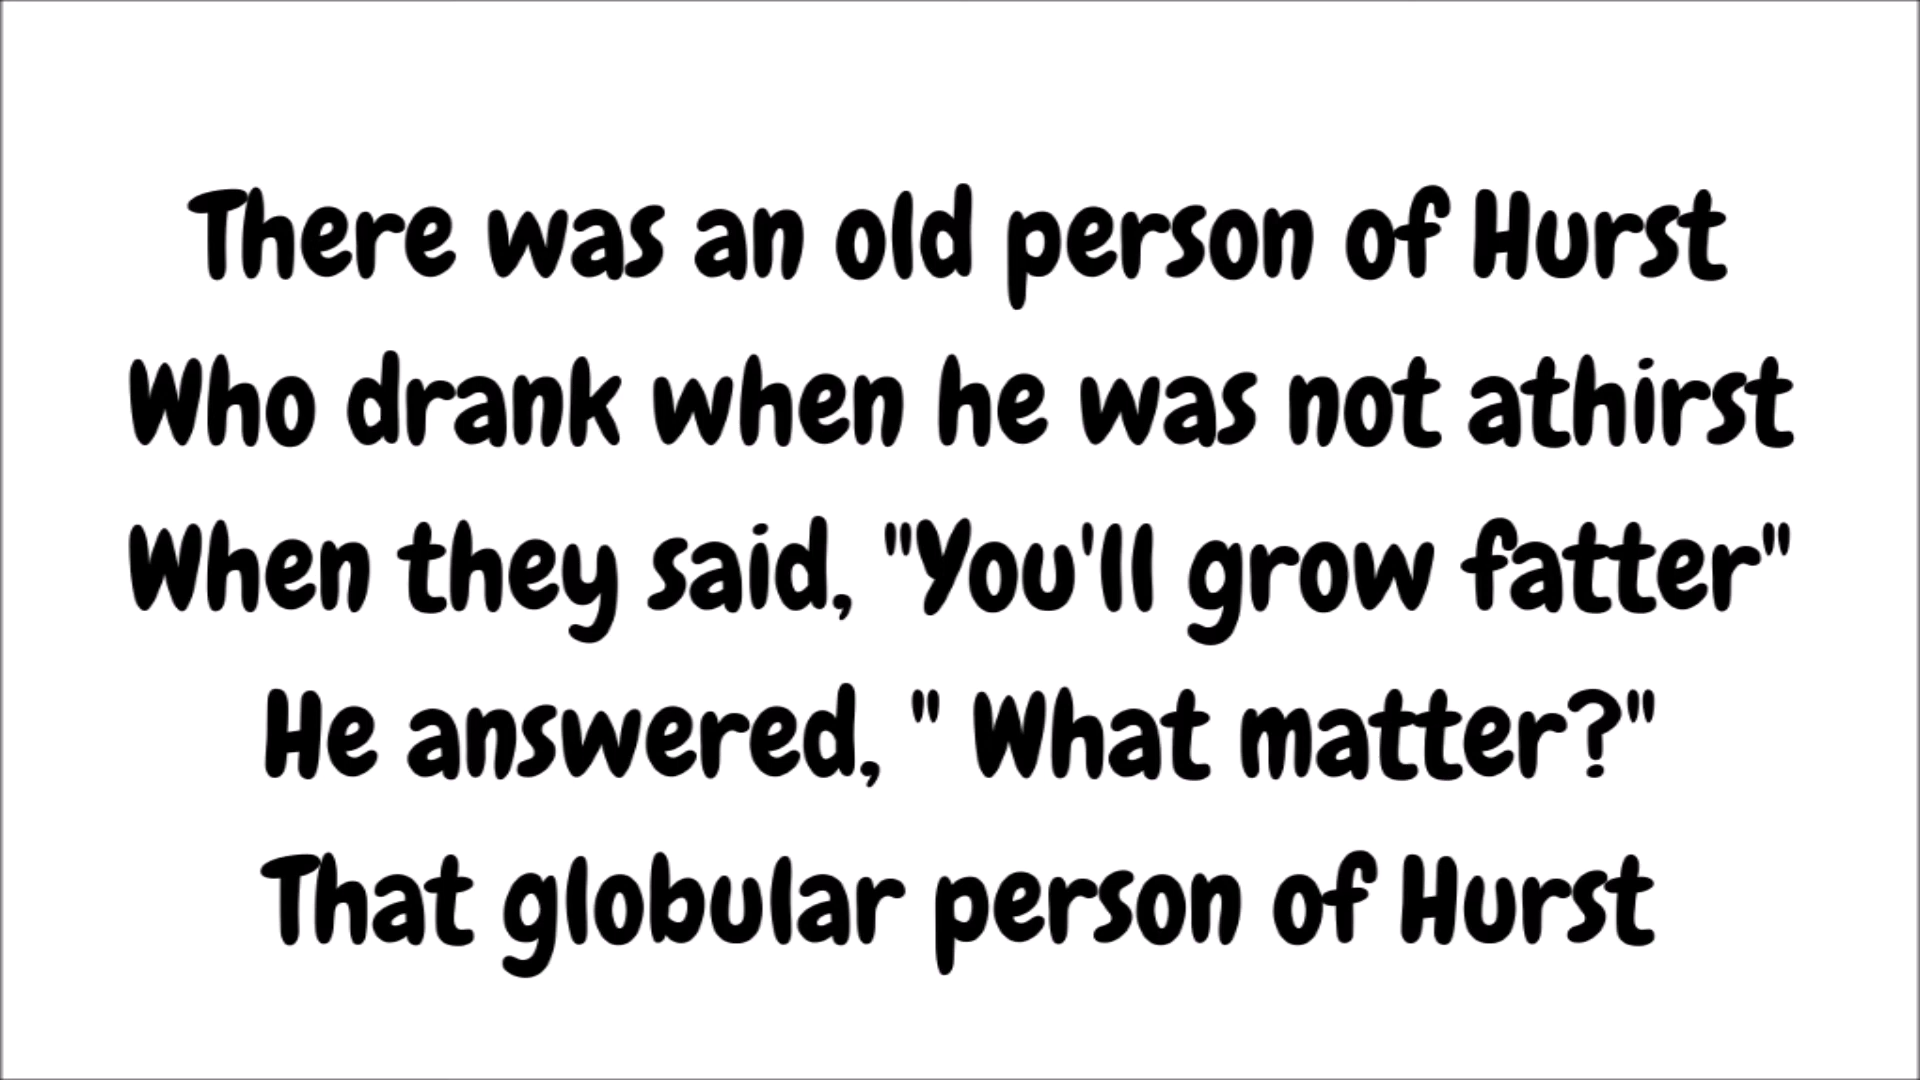 There was an old person of Hurst
Who drank when he was not athirst
When they said, "You'll grow fatter"
He answered, " What matter?"
That globular person of Hurst